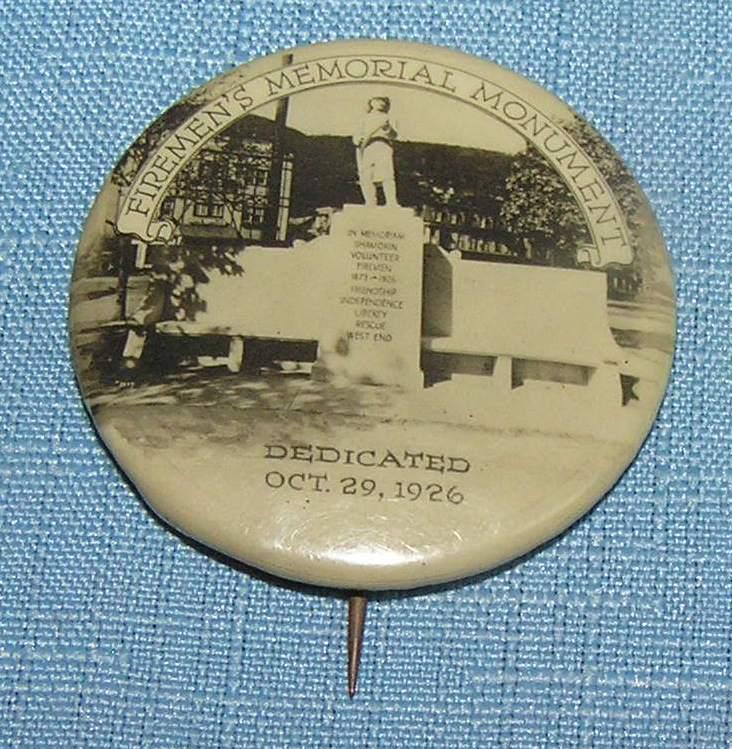 FIREMEN'S MEMORIAL MONUMENT
IN MEMORIAM
SHAMOKIN
VOLUNTEER
FIREMEN
1873 - 1926
FRIENDSHIP
INDEPENDENCE
LIBERTY
RESCUE
WEST END
DEDICATED
OCT. 29, 1926